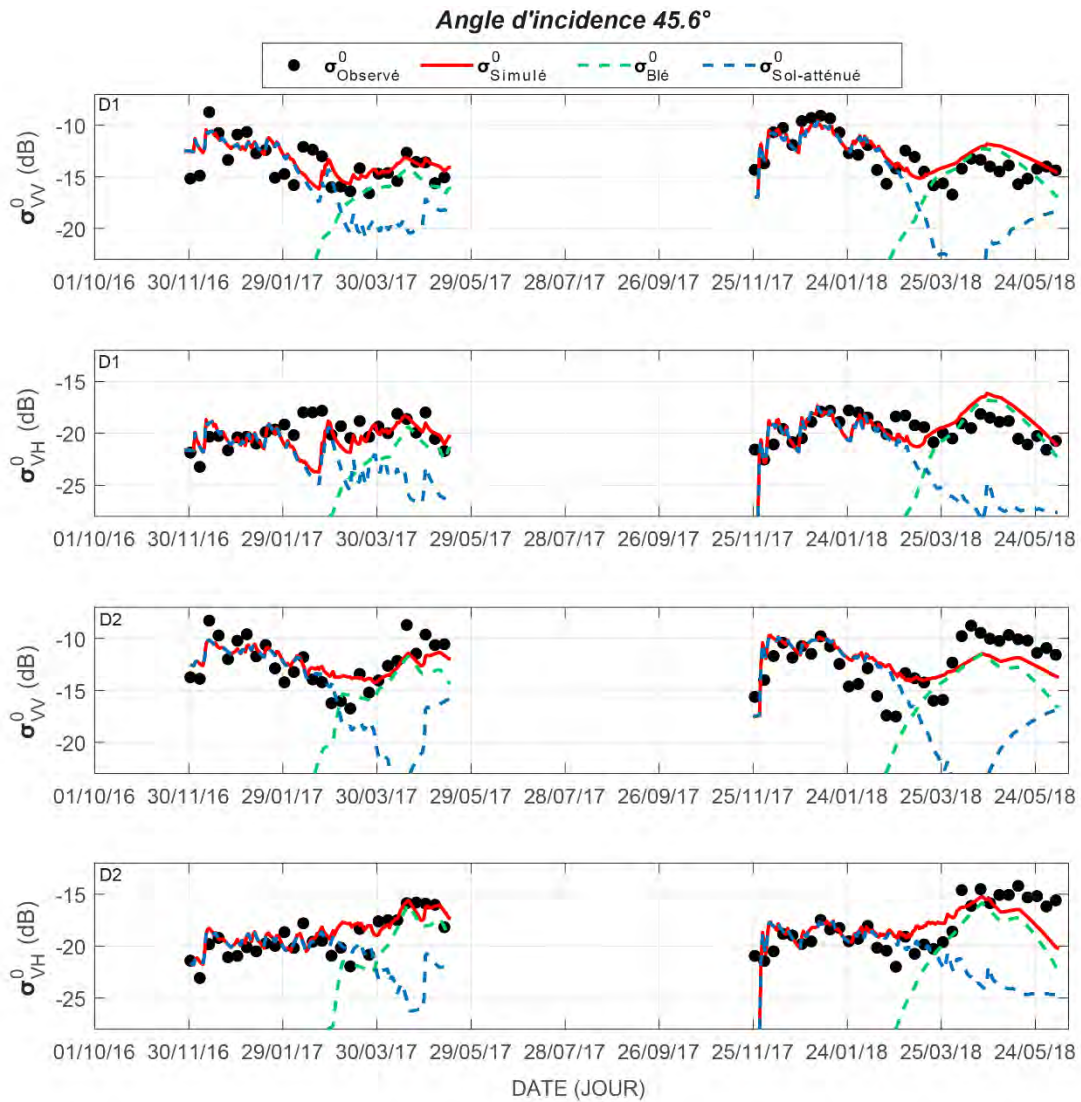 Angle d'incidence 45.6°
σ⁰Observé σ⁰Simulé σ⁰Blé σ⁰Sol-atténué
D1
-10
-15
-20
σ⁰VV (dB)
01/10/16 30/11/16 29/01/17 30/03/17 29/05/17 28/07/17 26/09/17 25/11/17 24/01/18 25/03/18 24/05/18
D1
-15
-20
-25
σ⁰VH (dB)
01/10/16 30/11/16 29/01/17 30/03/17 29/05/17 28/07/17 26/09/17 25/11/17 24/01/18 25/03/18 24/05/18
D2
-10
-15
-20
σ⁰VV (dB)
01/10/16 30/11/16 29/01/17 30/03/17 29/05/17 28/07/17 26/09/17 25/11/17 24/01/18 25/03/18 24/05/18
D2
-15
-20
-25
σ⁰VH (dB)
01/10/16 30/11/16 29/01/17 30/03/17 29/05/17 28/07/17 26/09/17 25/11/17 24/01/18 25/03/18 24/05/18
DATE (JOUR)